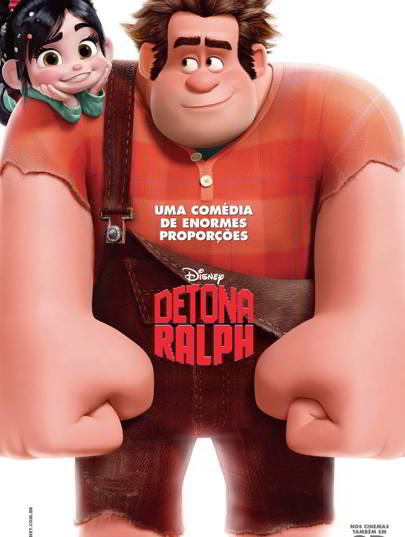 UMA COMÉDIA
DE ENORMES
PROPORÇÕES
Disney
DETONA
RALPH
NOS CINEMAS
TAMBÉM EM